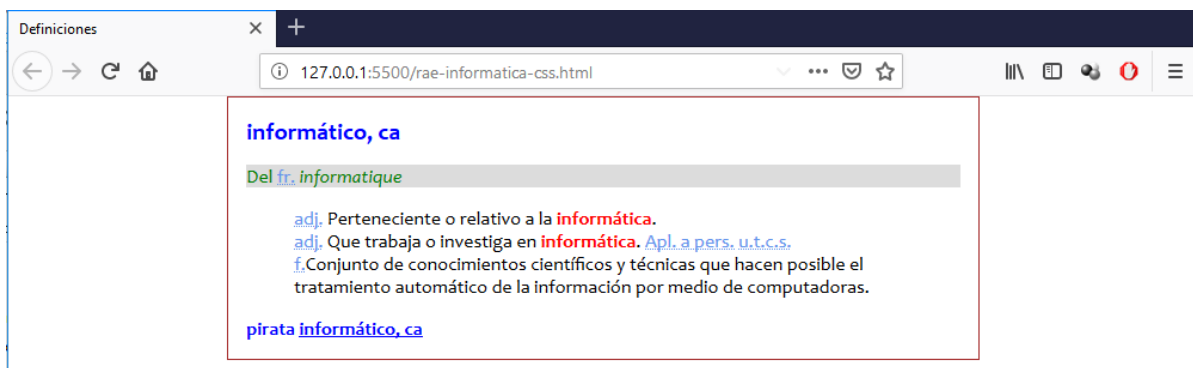 Definiciones
127.0.0.1:5500/rae-informatica-css.html
informático, ca
Del fr. informatique
adj. Perteneciente o relativo a la informática.
adj. Que trabaja o investiga en informática. Apl. a pers. u.t.c.s.
f.Conjunto de conocimientos científicos y técnicas que hacen posible el
tratamiento automático de la información por medio de computadoras.
pirata informático, ca